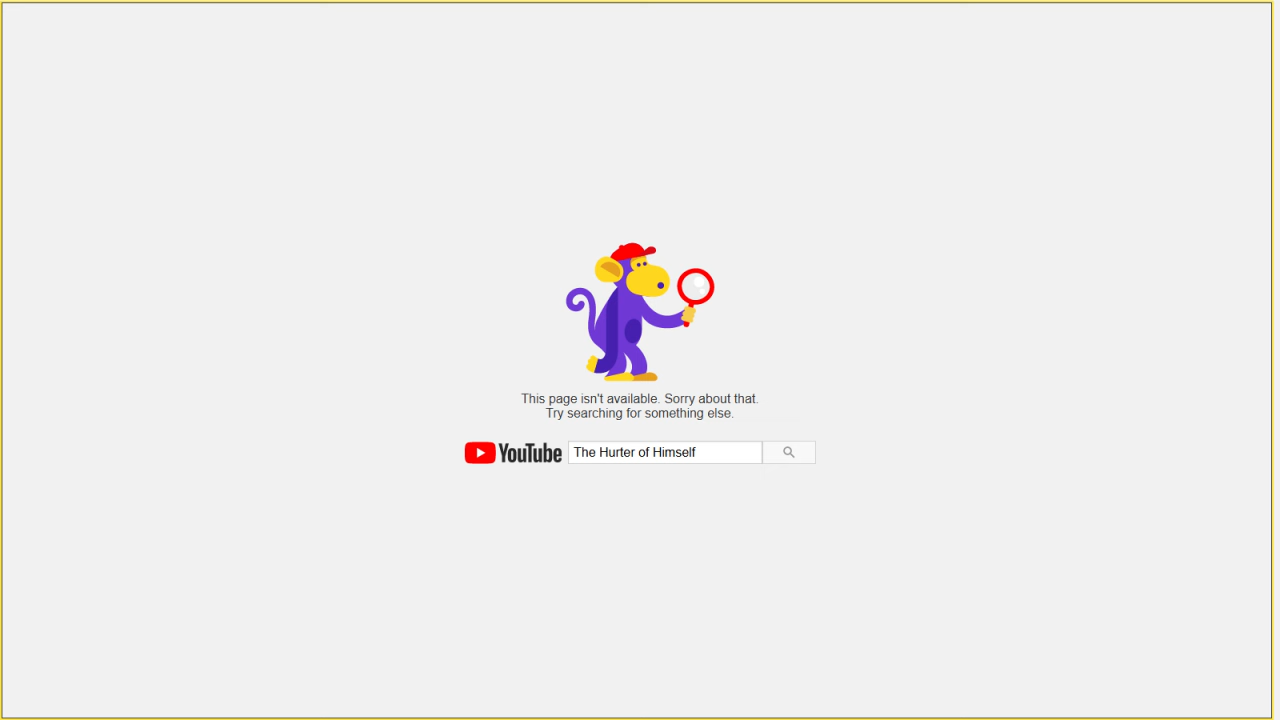 This page isn't available. Sorry about that.
Try searching for something else.
YouTube The Hurter of Himself